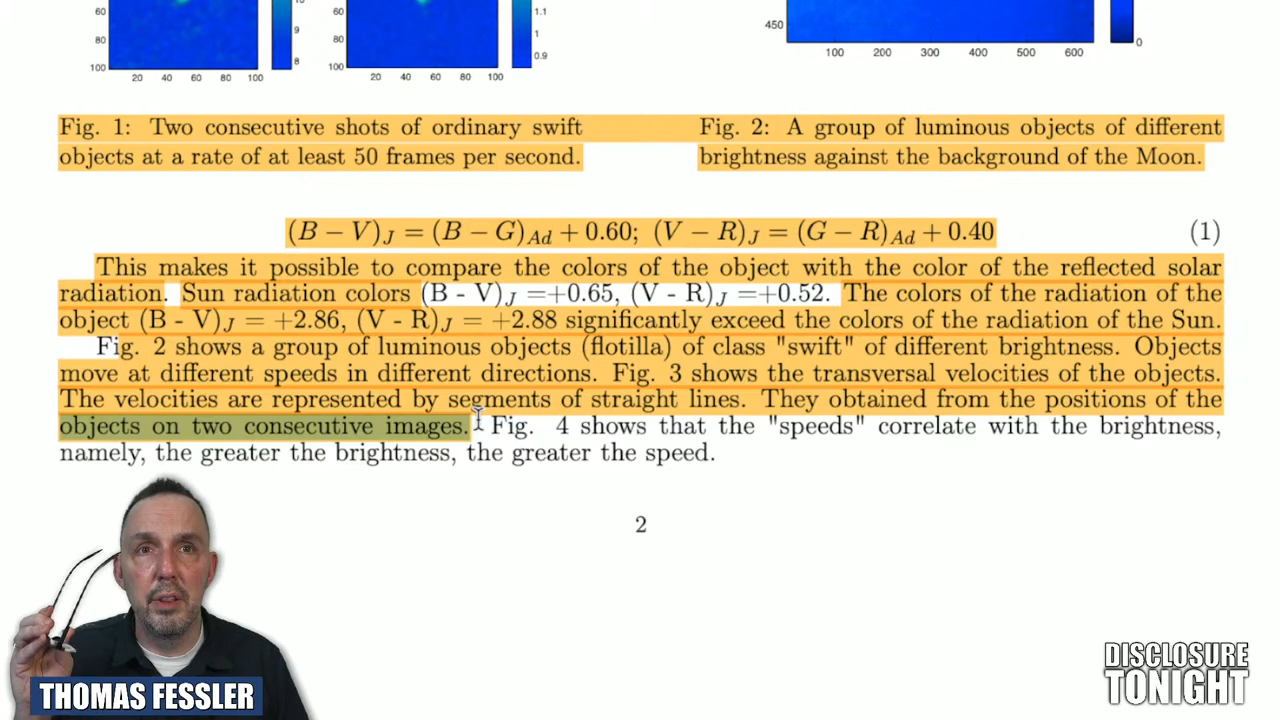 60
80
100
20 40 60 80 100
9
8
60
80
100
20 40 60 80 100
1.1
1
0.9
450
100 200 300 400 500 600
0
Fig. 1: Two consecutive shots of ordinary swift
objects at a rate of at least 50 frames per second.
Fig. 2: A group of luminous objects of different
brightness against the background of the Moon.
(B − V)J = (B − G)Ad + 0.60; (V − R)J = (G − R)Ad + 0.40 (1)
This makes it possible to compare the colors of the object with the color of the reflected solar
radiation. Sun radiation colors (B - V)J =+0.65, (V - R)J =+0.52. The colors of the radiation of the
object (B - V)J = +2.86, (V - R)J = +2.88 significantly exceed the colors of the radiation of the Sun.
Fig. 2 shows a group of luminous objects (flotilla) of class "swift" of different brightness. Objects
move at different speeds in different directions. Fig. 3 shows the transversal velocities of the objects.
The velocities are represented by segments of straight lines. They obtained from the positions of the
objects on two consecutive images. Fig. 4 shows that the "speeds" correlate with the brightness,
namely, the greater the brightness, the greater the speed.
2
THOMAS FESSLER
DISCLOSURE
TONIGHT